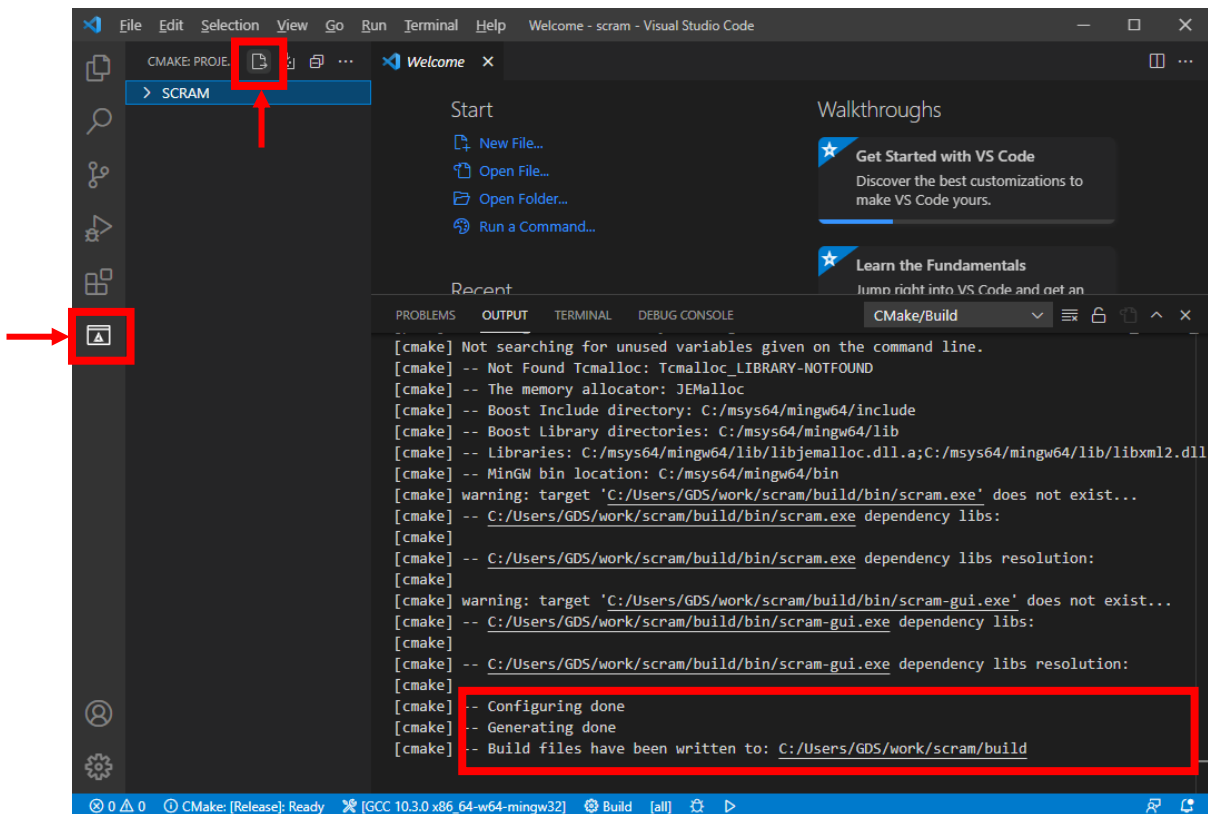 File Edit Selection View Go Run Terminal Help Welcome - scram - Visual Studio Code
CMAKE: PROJE...
SCRAM
Welcome
Start
New File...
Open File...
Open Folder...
Run a Command...
Recent
Walkthroughs
Get Started with VS Code
Discover the best customizations to
make VS Code yours.
Learn the Fundamentals
Jump right into VS Code and get an
PROBLEMS OUTPUT TERMINAL DEBUG CONSOLE CMake/Build
[cmake] Not searching for unused variables given on the command line.
[cmake] -- Not Found Tcmalloc: Tcmalloc_LIBRARY-NOTFOUND
[cmake] -- The memory allocator: JEMalloc
[cmake] -- Boost Include directory: C:/msys64/mingw64/include
[cmake] -- Boost Library directories: C:/msys64/mingw64/lib
[cmake] -- Libraries: C:/msys64/mingw64/lib/libjemalloc.dll.a;C:/msys64/mingw64/lib/libxml2.dll
[cmake] -- MinGW bin location: C:/msys64/mingw64/bin
[cmake] warning: target 'C:/Users/GDS/work/scram/build/bin/scram.exe' does not exist...
[cmake] -- C:/Users/GDS/work/scram/build/bin/scram.exe dependency libs:
[cmake]
[cmake] -- C:/Users/GDS/work/scram/build/bin/scram.exe dependency libs resolution:
[cmake]
[cmake] warning: target 'C:/Users/GDS/work/scram/build/bin/scram-gui.exe' does not exist...
[cmake] -- C:/Users/GDS/work/scram/build/bin/scram-gui.exe dependency libs:
[cmake]
[cmake] -- C:/Users/GDS/work/scram/build/bin/scram-gui.exe dependency libs resolution:
[cmake]
[cmake] -- Configuring done
[cmake] -- Generating done
[cmake] -- Build files have been written to: C:/Users/GDS/work/scram/build
0 0 CMake: [Release]: Ready [GCC 10.3.0 x86_64-w64-mingw32] Build [all]